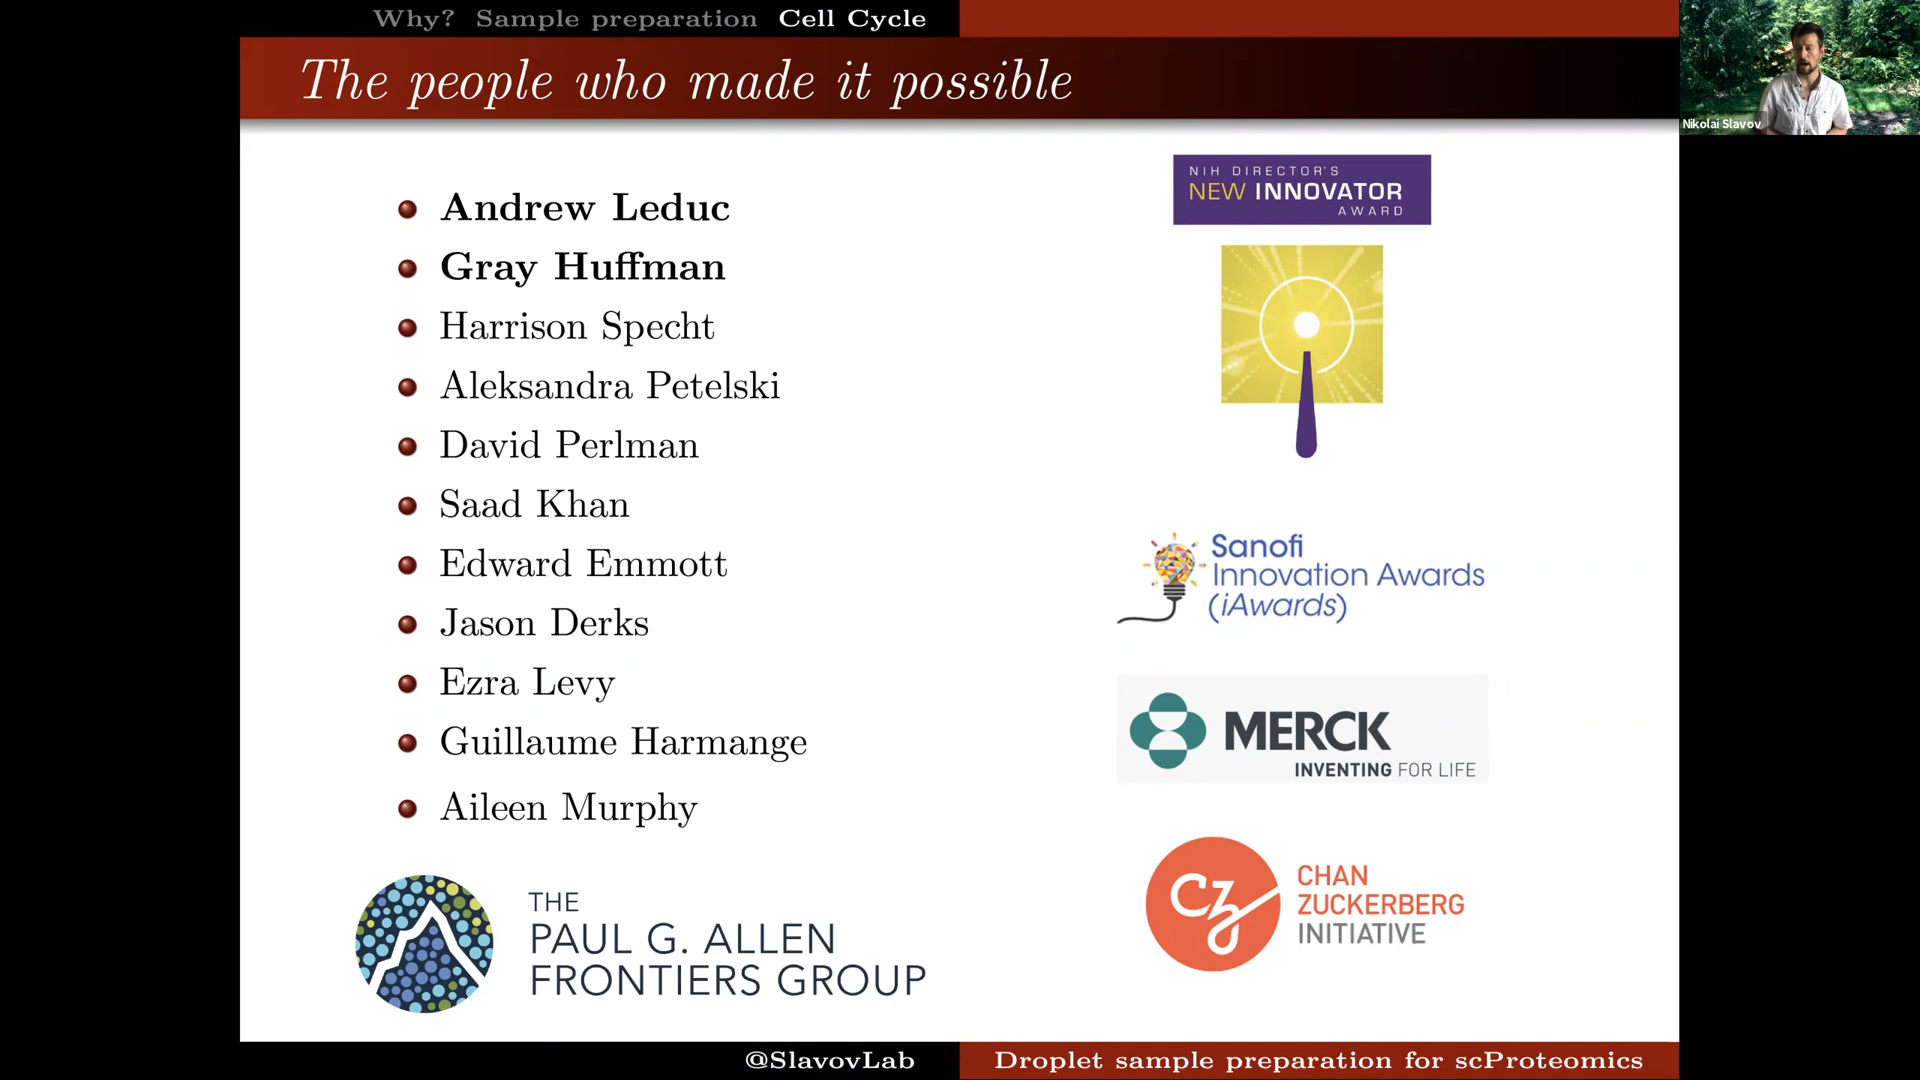 Why? Sample preparation Cell Cycle
The people who made it possible
Nikolai Slavov
Andrew Leduc
Gray Huffman
Harrison Specht
Aleksandra Petelski
David Perlman
Saad Khan
Edward Emmott
Jason Derks
Ezra Levy
Guillaume Harmange
Aileen Murphy
THE
PAUL G. ALLEN
FRONTIERS GROUP
NIH DIRECTOR'S
NEW INNOVATOR
AWARD
Sanofi
Innovation Awards
(iAwards)
MERCK
INVENTING FOR LIFE
CZ
CHAN
ZUCKERBERG
INITIATIVE
@SlavovLab
Droplet sample preparation for scProteomics